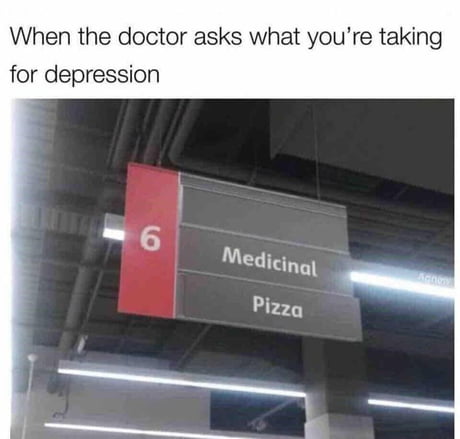 When the doctor asks what you’re taking
for depression
6
Medicinal
Pizza